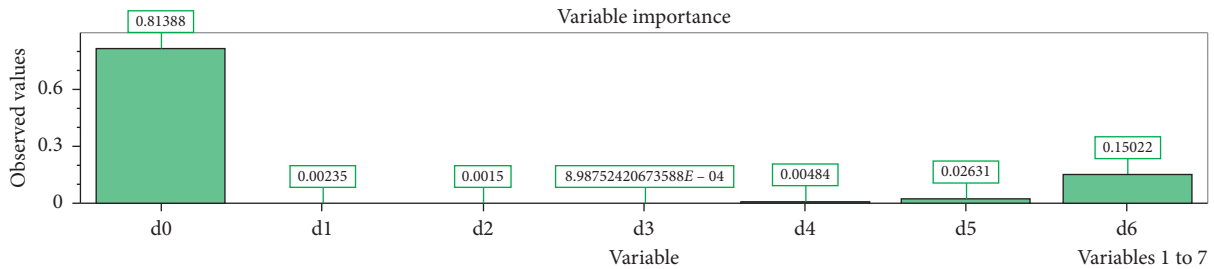 Variable importance
Observed values
0.6
0.3
0
0.81388
0.00235
0.0015
8.98752420673588E – 04
0.00484
0.02631
0.15022
d0 d1 d2 d3 d4 d5 d6
Variable
Variables 1 to 7